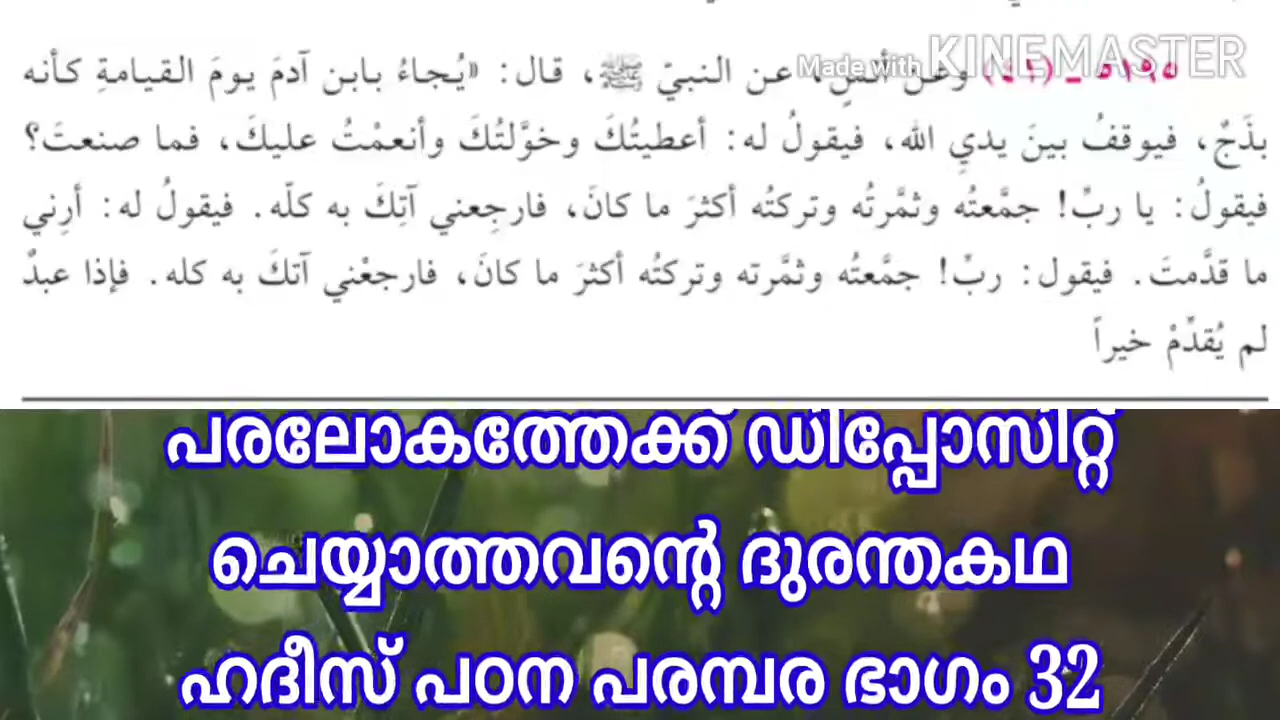 ٥١٩٥ ـ (٤١) وعن أنسٍ، عن النبيّ ﷺ، قال: «يُجاءُ بابن آدمَ يومَ القيامةِ كأنه
بذَجٌ، فيوقفُ بينَ يديِ الله، فيقولُ له: أعطيتُكَ وخوَّلتُكَ وأنعمْتُ عليكَ، فما صنعتَ؟
فيقولُ: يا ربِّ! جمَّعتُه وثمَّرتُه وتركتُه أكثرَ ما كانَ، فارجِعني آتِكَ به كلّه. فيقولُ له: أرِني
ما قدَّمتَ. فيقول: ربِّ! جمَّعتُه وثمَّرته وتركتُه أكثرَ ما كانَ، فارجعْني آتكَ به كله. فإذا عبدٌ
لم يُقدِّمْ خيراً
Made with KINEMASTER
പരലോകത്തേക്ക് ഡിപ്പോസിറ്റ്
ചെയ്യാത്തവന്റെ ദുരന്തകഥ
ഹദീസ് പഠന പരമ്പര ഭാഗം 32